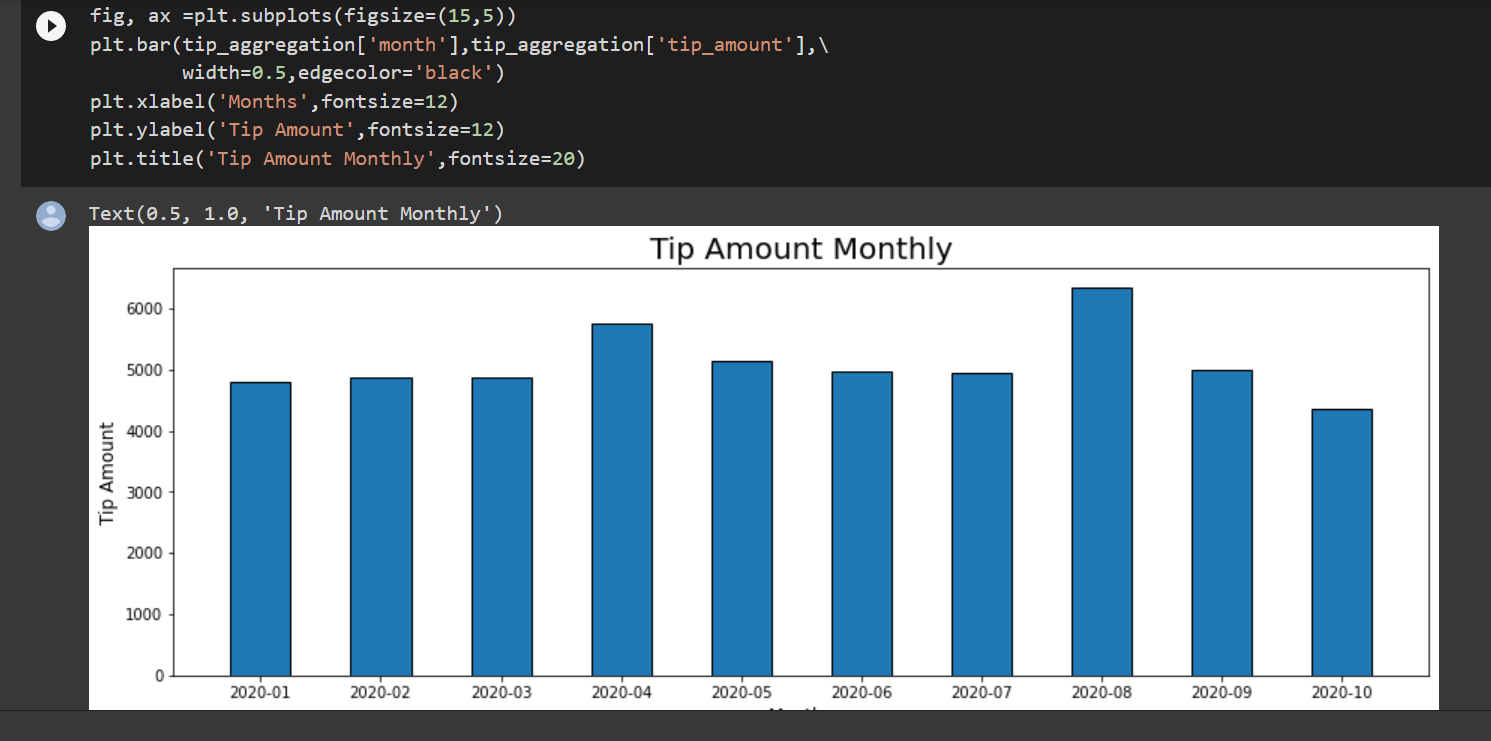 fig, ax =plt.subplots(figsize=(15,5))
plt.bar(tip_aggregation['month'],tip_aggregation['tip_amount'],\
        width=0.5,edgecolor='black')
plt.xlabel('Months',fontsize=12)
plt.ylabel('Tip Amount',fontsize=12)
plt.title('Tip Amount Monthly',fontsize=20)
Text(0.5, 1.0, 'Tip Amount Monthly')
Tip Amount Monthly
6000
5000
4000
3000
2000
1000
0
Tip Amount
2020-01 2020-02 2020-03 2020-04 2020-05 2020-06 2020-07 2020-08 2020-09 2020-10